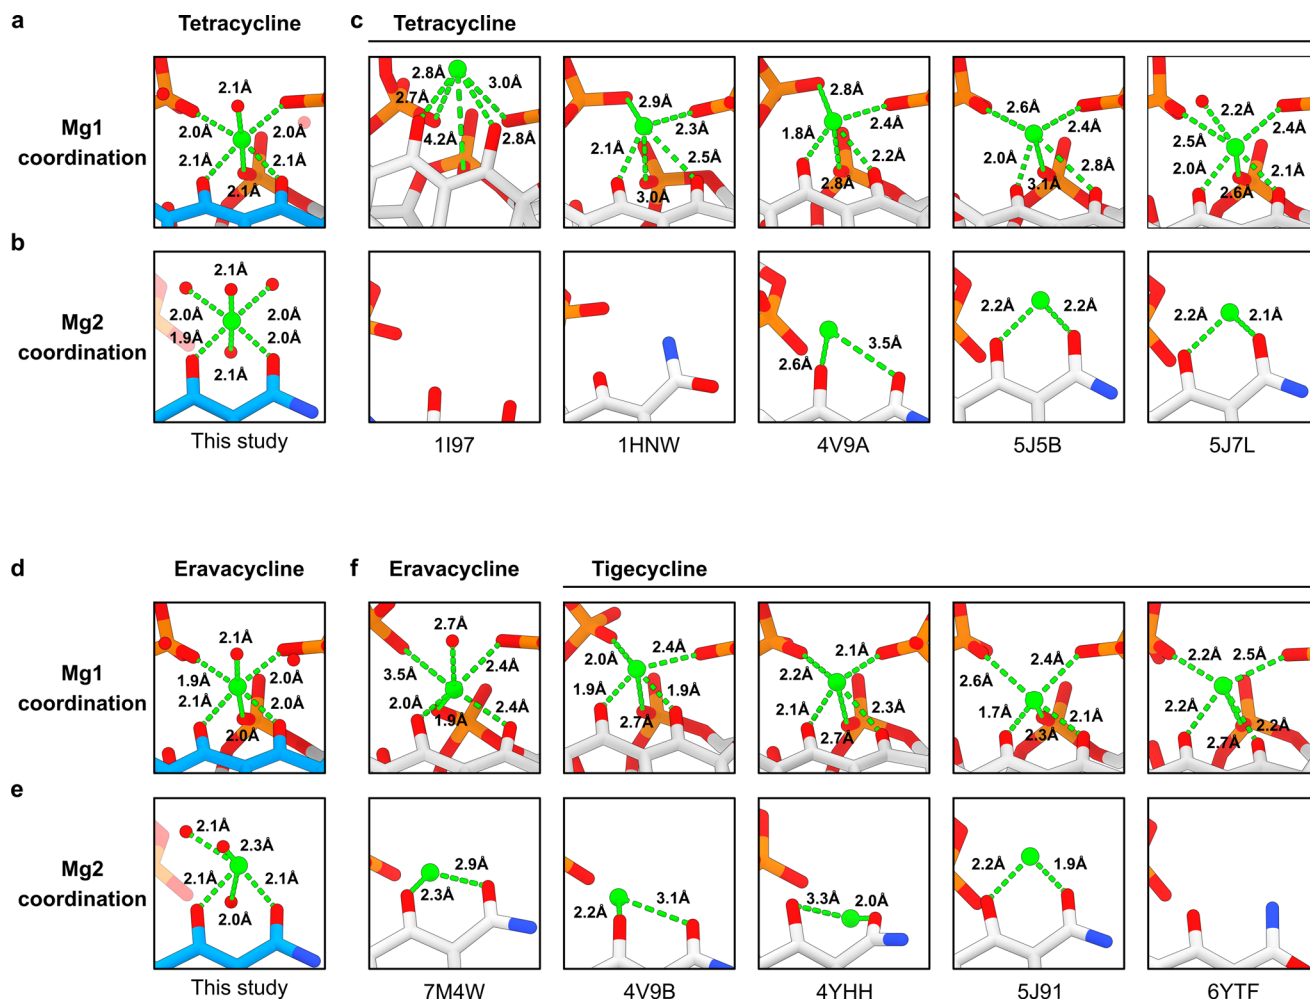 a Tetracycline c Tetracycline
Mg1
coordination
2.1Å
2.0Å 2.0Å
2.1Å 2.1Å
2.1Å
2.8Å 3.0Å
2.7Å
4.2Å 2.8Å
2.9Å
2.3Å
2.1Å
2.5Å
3.0Å
2.8Å
2.4Å
1.8Å
2.2Å
2.8Å
2.6Å
2.4Å
2.0Å
2.8Å
3.1Å
2.2Å
2.4Å
2.5Å
2.0Å 2.1Å
2.6Å
b
Mg2
coordination
2.1Å
2.0Å 2.0Å
1.9Å 2.0Å
2.1Å
2.6Å 3.5Å
2.2Å 2.2Å
2.2Å 2.1Å
This study 1I97 1HNW 4V9A 5J5B 5J7L
d Eravacycline f Eravacycline Tigecycline
Mg1
coordination
2.1Å
1.9Å 2.0Å
2.1Å 2.0Å
2.0Å
2.7Å
3.5Å 2.4Å
2.0Å 2.4Å
1.9Å
2.4Å
2.0Å
1.9Å 1.9Å
2.7Å
2.1Å
2.2Å
2.1Å 2.3Å
2.7Å
2.4Å
2.6Å
1.7Å 2.1Å
2.3Å
2.2Å 2.5Å
2.2Å
2.2Å
2.7Å
e
Mg2
coordination
2.1Å
2.3Å
2.1Å 2.1Å
2.0Å
2.9Å
2.3Å
2.2Å 3.1Å
3.3Å 2.0Å
2.2Å 1.9Å
This study 7M4W 4V9B 4YHH 5J91 6YTF